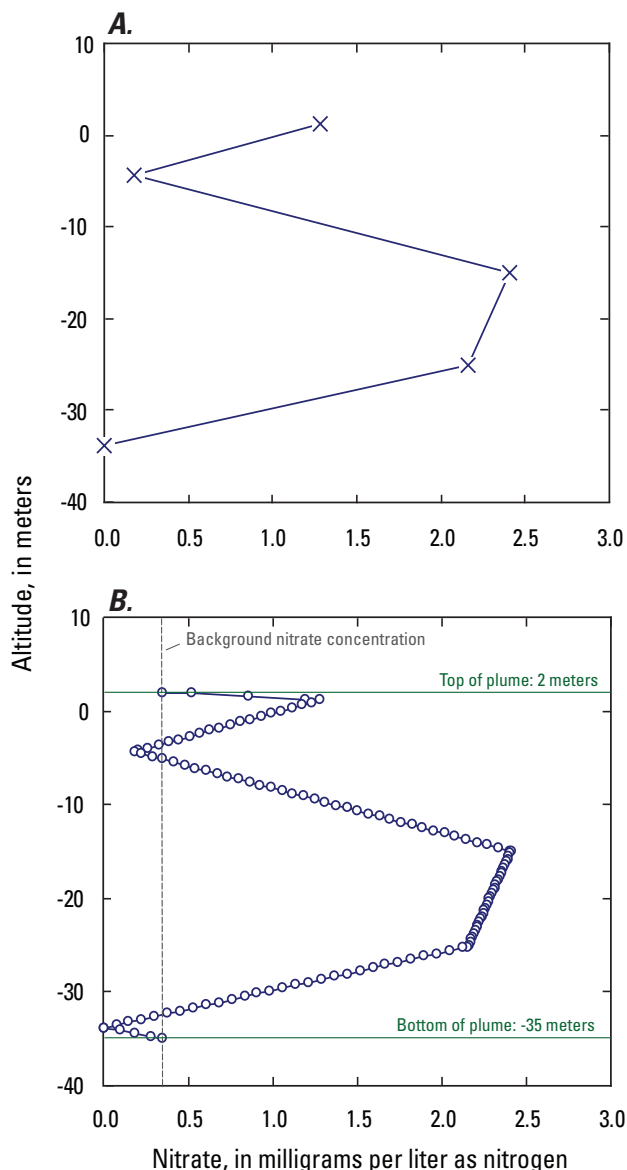 A.
10
0
-10
-20
-30
-40
0.0 0.5 1.0 1.5 2.0 2.5 3.0
Altitude, in meters
B.
10
Background nitrate concentration
Top of plume: 2 meters
0
-10
-20
-30
Bottom of plume: -35 meters
-40
0.0 0.5 1.0 1.5 2.0 2.5 3.0
Nitrate, in milligrams per liter as nitrogen